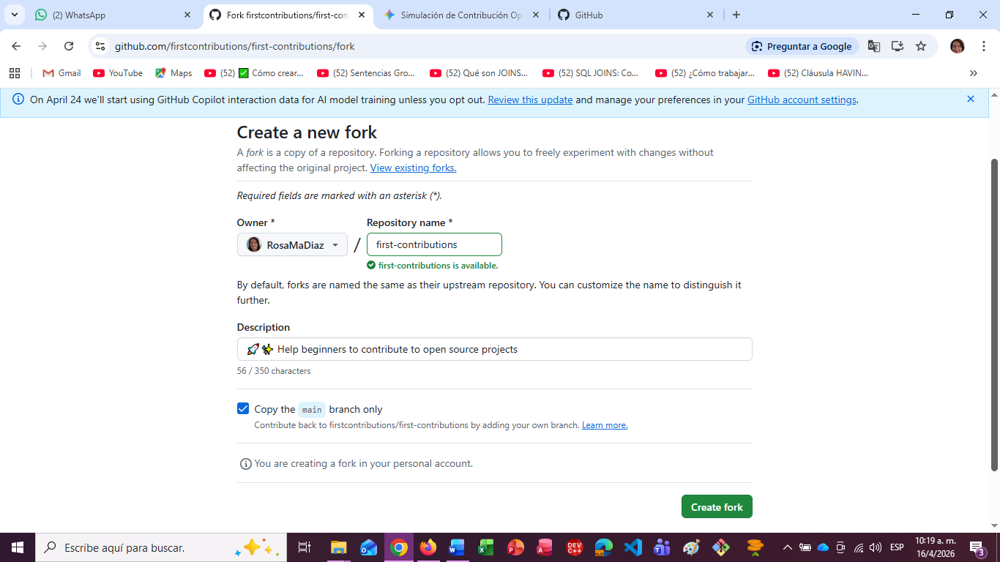 (2) WhatsApp
Fork firstcontributions/first-con
Simulación de Contribución Op
GitHub
github.com/firstcontributions/first-contributions/fork
Preguntar a Google
Gmail
YouTube
Maps
(52) ✅ Cómo crear...
(52) Sentencias Gro...
(52) Qué son JOINS...
(52) SQL JOINS: Co...
(52) ¿Cómo trabajar...
(52) Cláusula HAVIN...
On April 24 we'll start using GitHub Copilot interaction data for AI model training unless you opt out. Review this update and manage your preferences in your GitHub account settings.
Create a new fork
A fork is a copy of a repository. Forking a repository allows you to freely experiment with changes without
affecting the original project. View existing forks.
Required fields are marked with an asterisk (*).
Owner *
Repository name *
RosaMaDiaz
/
first-contributions
first-contributions is available.
By default, forks are named the same as their upstream repository. You can customize the name to distinguish it
further.
Description
🚀✨ Help beginners to contribute to open source projects
56 / 350 characters
Copy the main branch only
Contribute back to firstcontributions/first-contributions by adding your own branch. Learn more.
You are creating a fork in your personal account.
Create fork
Escribe aquí para buscar.
DEV
C++
ESP
10:19 a. m.
16/4/2026
3